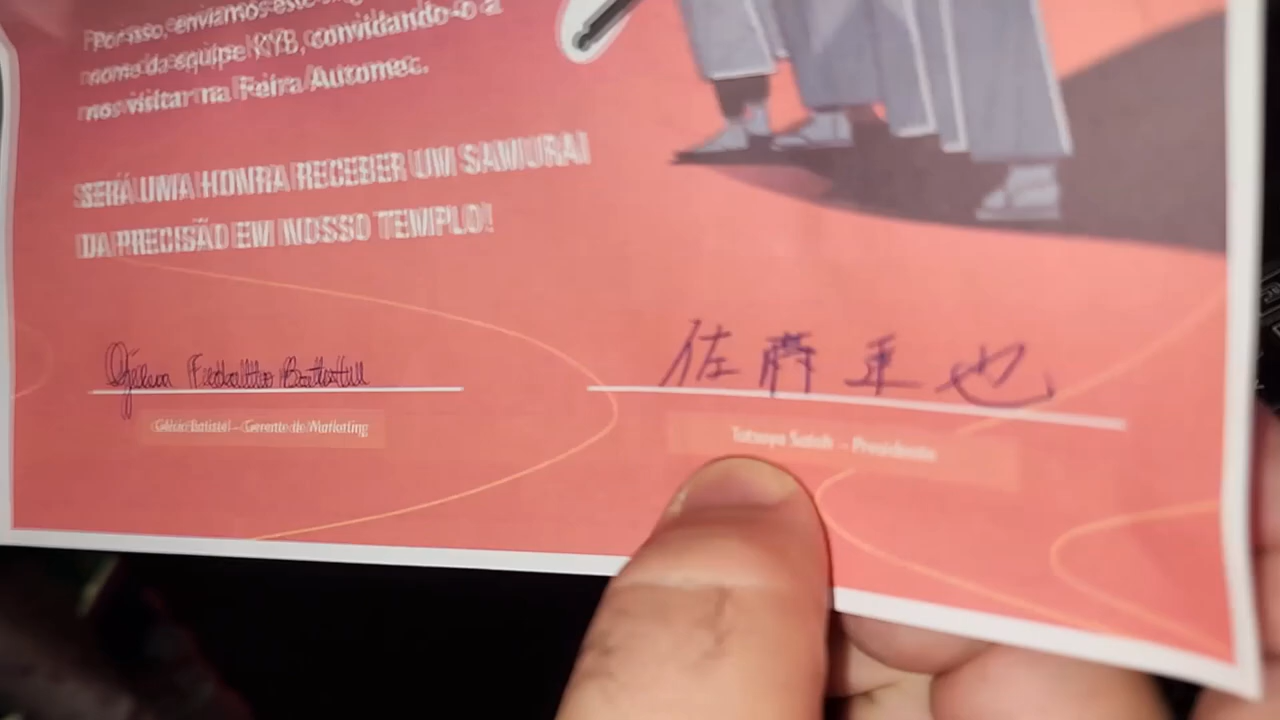 Por isso, enviamos este
nome da equipe KYB, convidando-o a
nos visitar na Feira Automec.
SERÁ UMA HONRA RECEBER UM SAMURAI
DA PRECISÃO EM NOSSO TEMPLO!
佐藤 也
Batistel – Gerente de Marketing
Tatsuya Satoh – Presidente